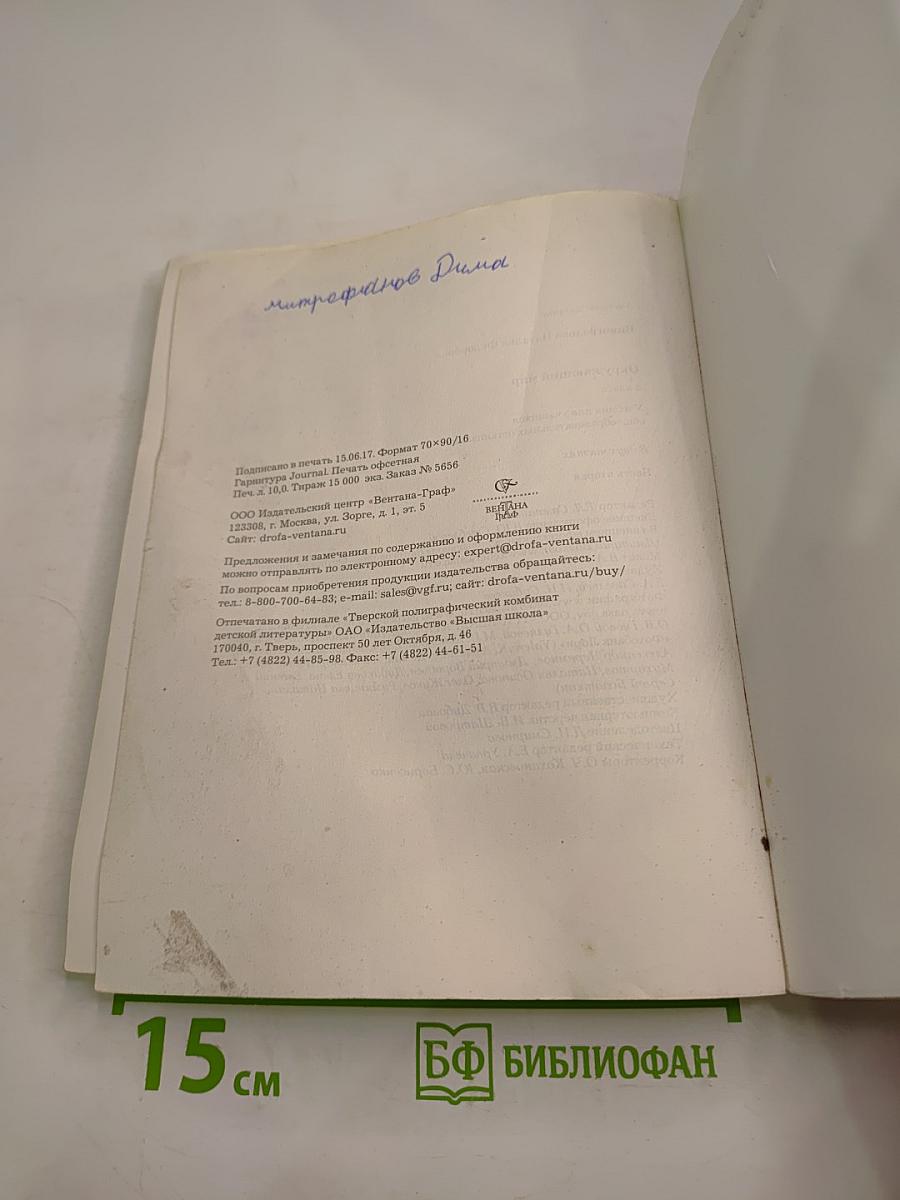 митрофанов Дима
Подписано в печать 15.06.17. Формат 70×90/16
Гарнитура Journal. Печать офсетная
Печ. л. 10,0. Тираж 15 000 экз. Заказ № 5656
ООО Издательский центр «Вентана-Граф»
123308, г. Москва, ул. Зорге, д. 1, эт. 5
Сайт: drofa-ventana.ru
ВЕНТАНА
ГРАФ
Предложения и замечания по содержанию и оформлению книги
можно отправлять по электронному адресу: expert@drofa-ventana.ru
По вопросам приобретения продукции издательства обращайтесь:
тел.: 8-800-700-64-83; e-mail: sales@vgf.ru; сайт: drofa-ventana.ru/buy/
Отпечатано в филиале «Тверской полиграфический комбинат
детской литературы» ОАО «Издательство «Высшая школа»
170040, г. Тверь, проспект 50 лет Октября, д. 46
Тел.: +7 (4822) 44-85-98. Факс: +7 (4822) 44-61-51
15 см
БФ БИБЛИОФАН